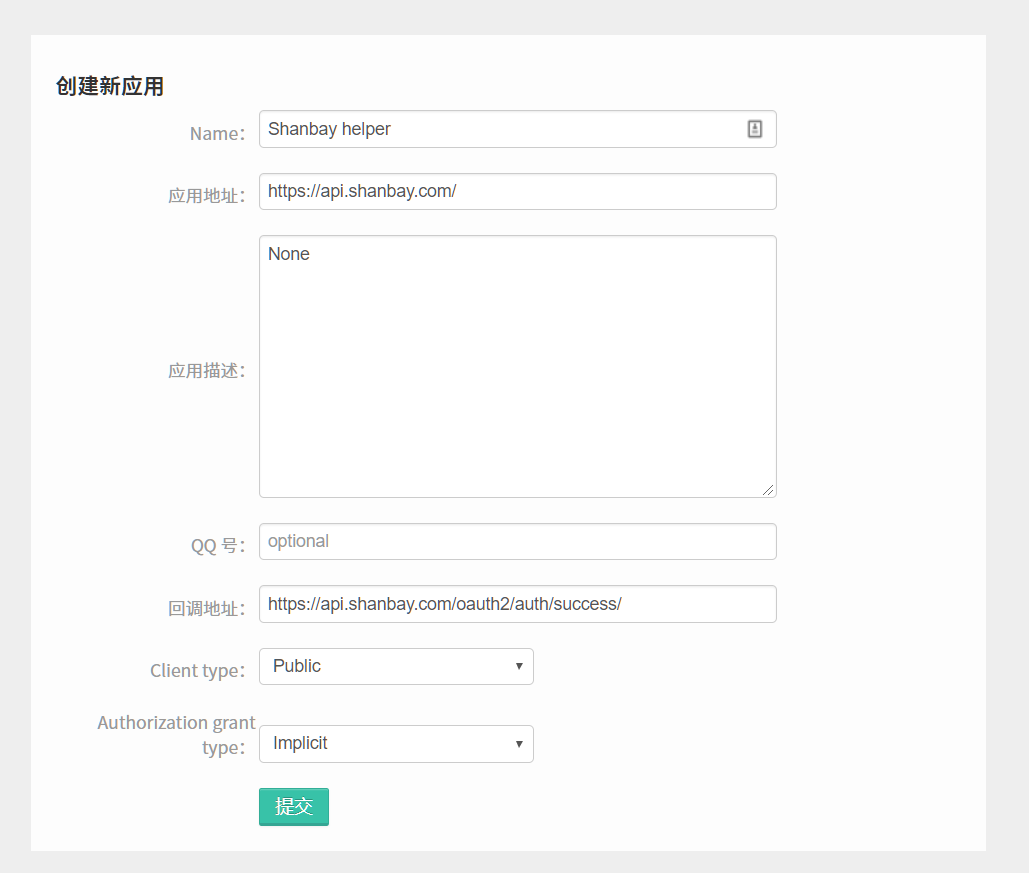 创建新应用
Name： Shanbay helper
应用地址： https://api.shanbay.com/
None
应用描述：
QQ 号： optional
回调地址： https://api.shanbay.com/oauth2/auth/success/
Client type： Public
Authorization grant
type： Implicit
提交